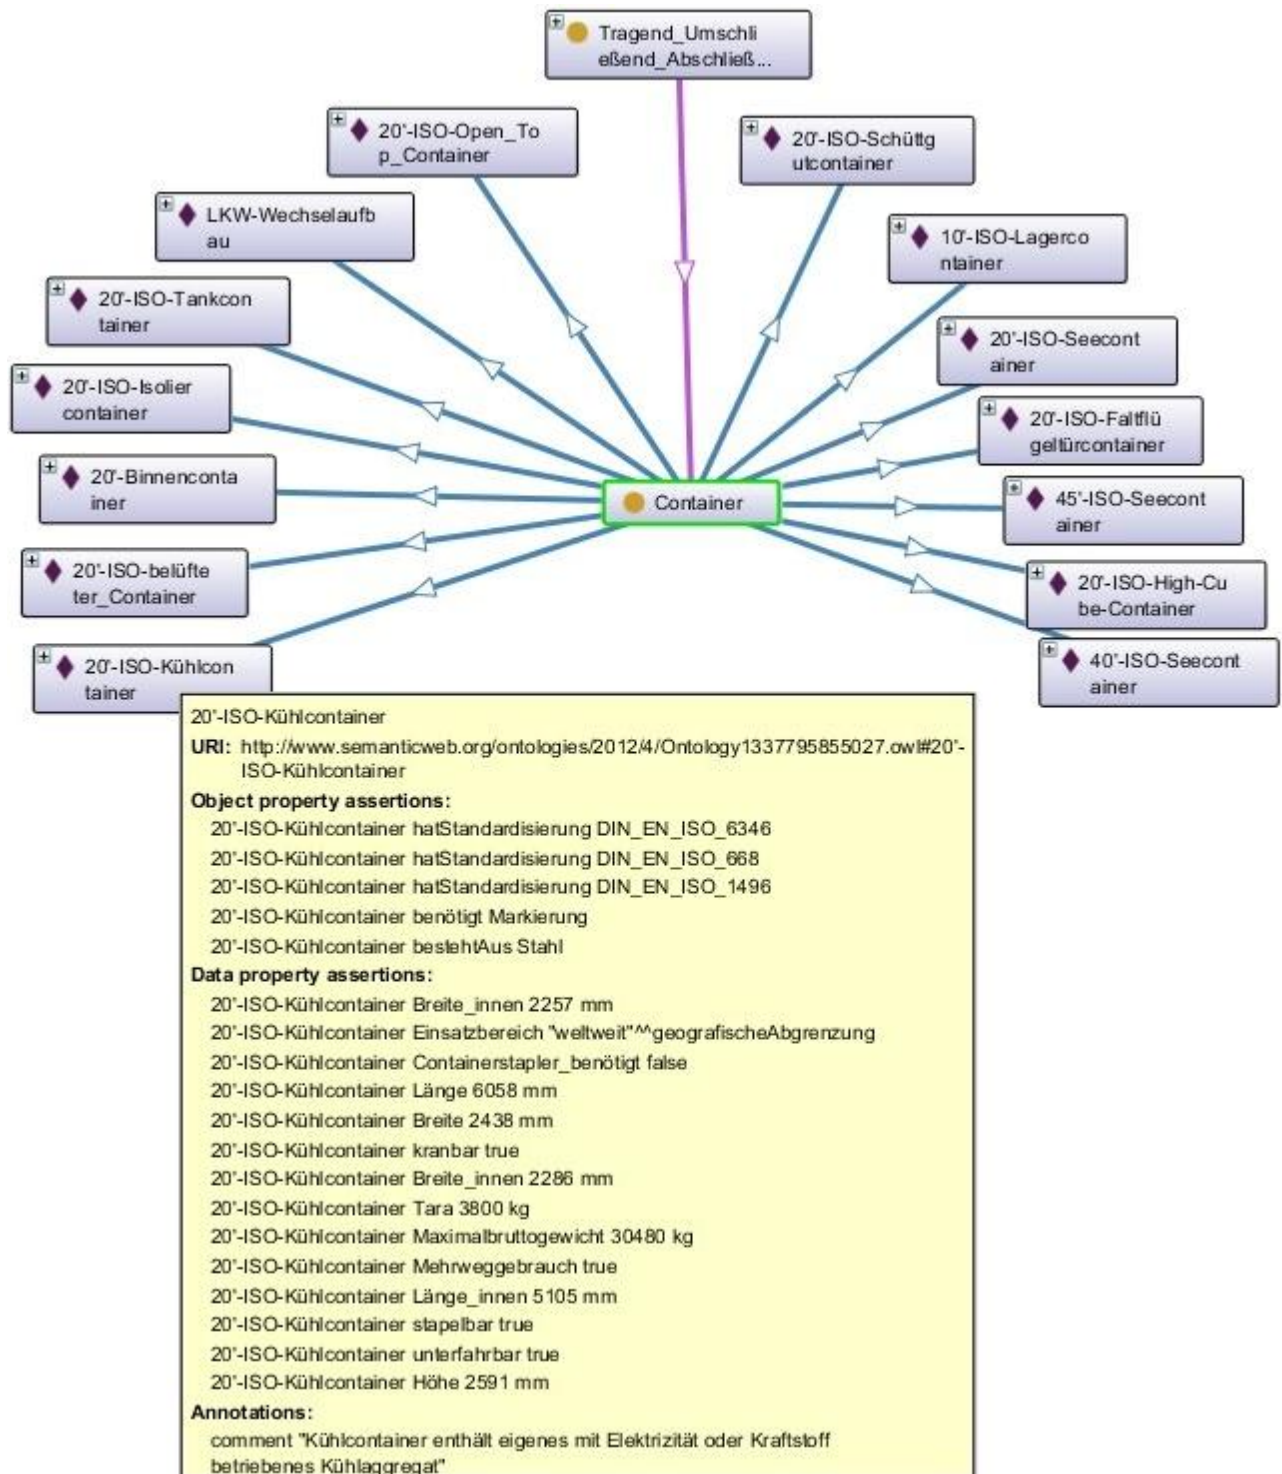 Tragend_Umschli
eßend_Abschließ...
20'-ISO-Open_To
p_Container
20'-ISO-Schüttg
utcontainer
LKW-Wechselaufb
au
10'-ISO-Lagerco
ntainer
20'-ISO-Tankcon
tainer
20'-ISO-Seecont
ainer
20'-ISO-Isolier
container
20'-ISO-Faltflü
geltürcontainer
20'-Binnenconta
iner
Container
45'-ISO-Seecont
ainer
20'-ISO-belüfte
ter_Container
20'-ISO-High-Cu
be-Container
20'-ISO-Kühlcon
tainer
40'-ISO-Seecont
ainer
20'-ISO-Kühlcontainer
URI: http://www.semanticweb.org/ontologies/2012/4/Ontology1337795855027.owl#20'-
ISO-Kühlcontainer
Object property assertions:
20'-ISO-Kühlcontainer hatStandardisierung DIN_EN_ISO_6346
20'-ISO-Kühlcontainer hatStandardisierung DIN_EN_ISO_668
20'-ISO-Kühlcontainer hatStandardisierung DIN_EN_ISO_1496
20'-ISO-Kühlcontainer benötigt Markierung
20'-ISO-Kühlcontainer bestehtAus Stahl
Data property assertions:
20'-ISO-Kühlcontainer Breite_innen 2257 mm
20'-ISO-Kühlcontainer Einsatzbereich "weltweit"^^geografischeAbgrenzung
20'-ISO-Kühlcontainer Containerstapler_benötigt false
20'-ISO-Kühlcontainer Länge 6058 mm
20'-ISO-Kühlcontainer Breite 2438 mm
20'-ISO-Kühlcontainer kranbar true
20'-ISO-Kühlcontainer Breite_innen 2286 mm
20'-ISO-Kühlcontainer Tara 3800 kg
20'-ISO-Kühlcontainer Maximalbruttogewicht 30480 kg
20'-ISO-Kühlcontainer Mehrweggebrauch true
20'-ISO-Kühlcontainer Länge_innen 5105 mm
20'-ISO-Kühlcontainer stapelbar true
20'-ISO-Kühlcontainer unterfahrbar true
20'-ISO-Kühlcontainer Höhe 2591 mm
Annotations:
comment "Kühlcontainer enthält eigenes mit Elektrizität oder Kraftstoff
betriebenes Kühlaggregat"